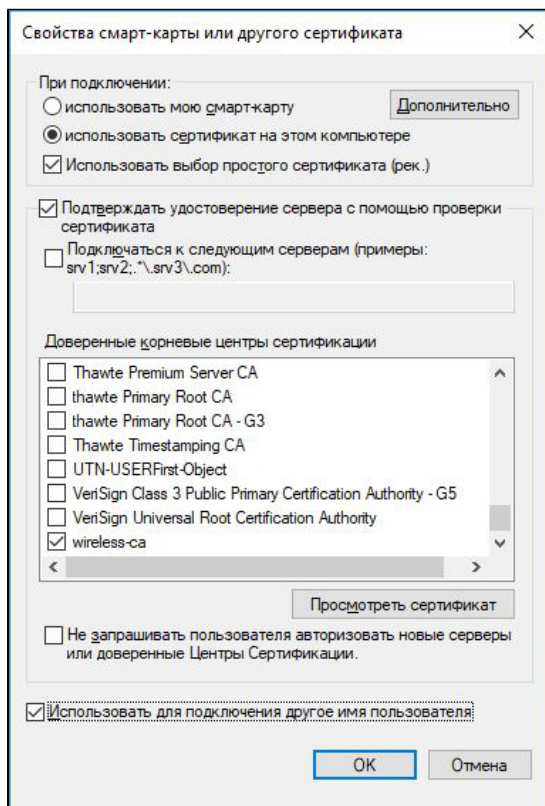 Свойства смарт-карты или другого сертификата
При подключении:
использовать мою смарт-карту
Дополнительно
использовать сертификат на этом компьютере
Использовать выбор простого сертификата (рек.)
Подтверждать удостоверение сервера с помощью проверки
сертификата
Подключаться к следующим серверам (примеры:
srv1;srv2;.*\.srv3\.com):
Доверенные корневые центры сертификации
Thawte Premium Server CA
thawte Primary Root CA
thawte Primary Root CA - G3
Thawte Timestamping CA
UTN-USERFirst-Object
VeriSign Class 3 Public Primary Certification Authority - G5
VeriSign Universal Root Certification Authority
wireless-ca
Просмотреть сертификат
Не запрашивать пользователя авторизовать новые серверы
или доверенные Центры Сертификации.
Использовать для подключения другое имя пользователя
OK
Отмена